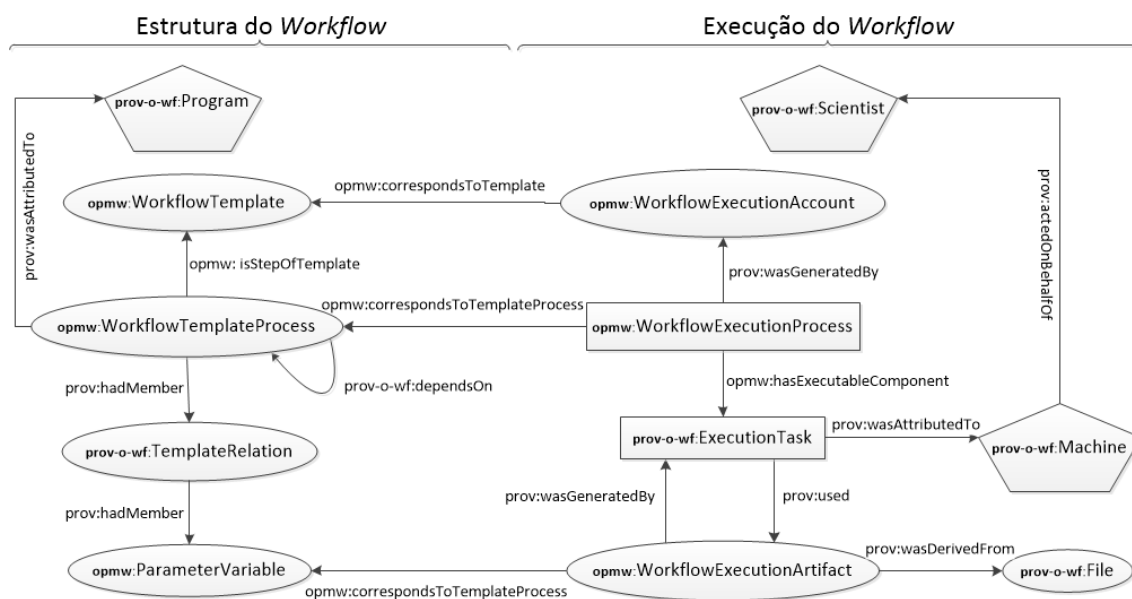 Estrutura do Workflow
Execução do Workflow
prov-o-wf:Program
prov-o-wf:Scientist
prov:wasAttributedTo
opmw:correspondsToTemplate
opmw:WorkflowTemplate
opmw:WorkflowExecutionAccount
prov:actedOnBehalfOf
opmw: isStepOfTemplate
prov:wasGeneratedBy
opmw:correspondsToTemplateProcess
opmw:WorkflowTemplateProcess
opmw:WorkflowExecutionProcess
prov:hadMember
prov-o-wf:dependsOn
opmw:hasExecutableComponent
prov-o-wf:TemplateRelation
prov-o-wf:ExecutionTask
prov:wasAttributedTo
prov-o-wf:Machine
prov:hadMember
prov:wasGeneratedBy
prov:used
prov:wasDerivedFrom
opmw:ParameterVariable
opmw:WorkflowExecutionArtifact
prov-o-wf:File
opmw:correspondsToTemplateProcess